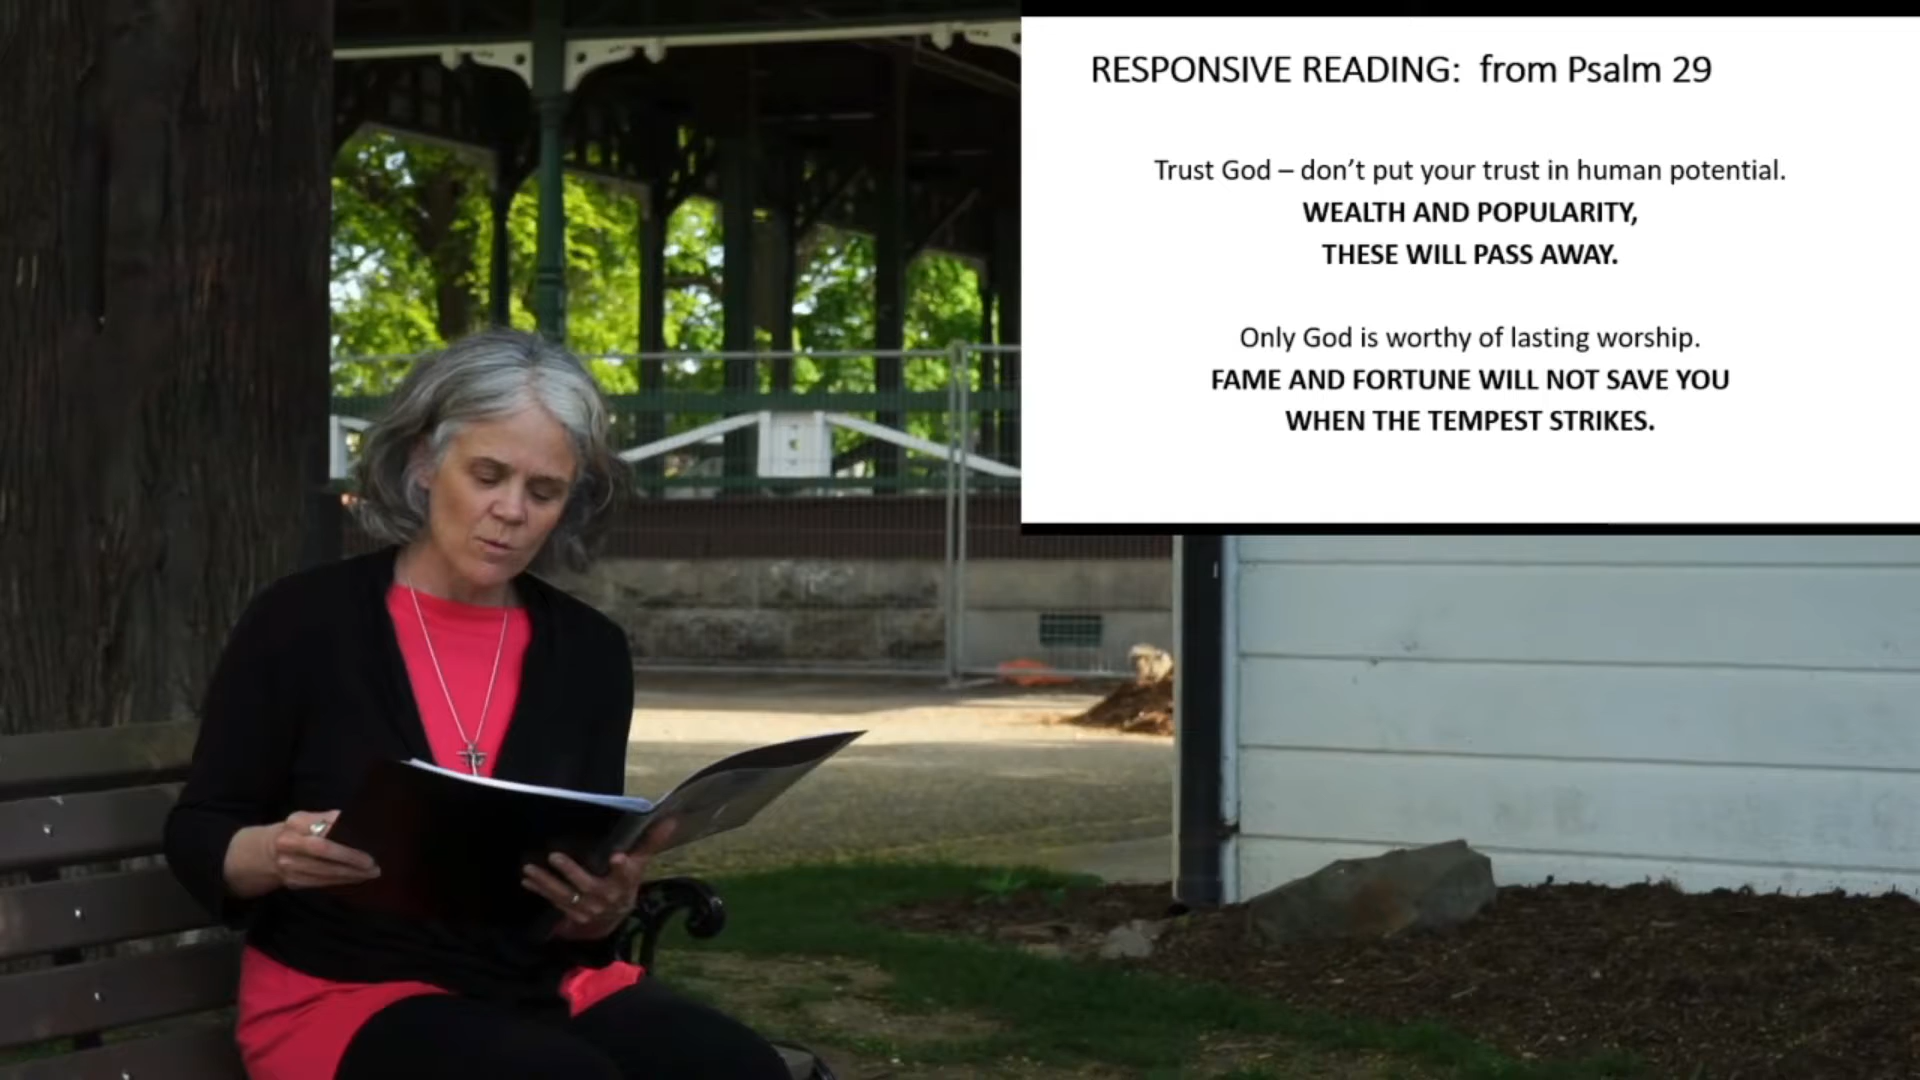 RESPONSIVE READING: from Psalm 29
Trust God – don’t put your trust in human potential.
WEALTH AND POPULARITY,
THESE WILL PASS AWAY.
Only God is worthy of lasting worship.
FAME AND FORTUNE WILL NOT SAVE YOU
WHEN THE TEMPEST STRIKES.